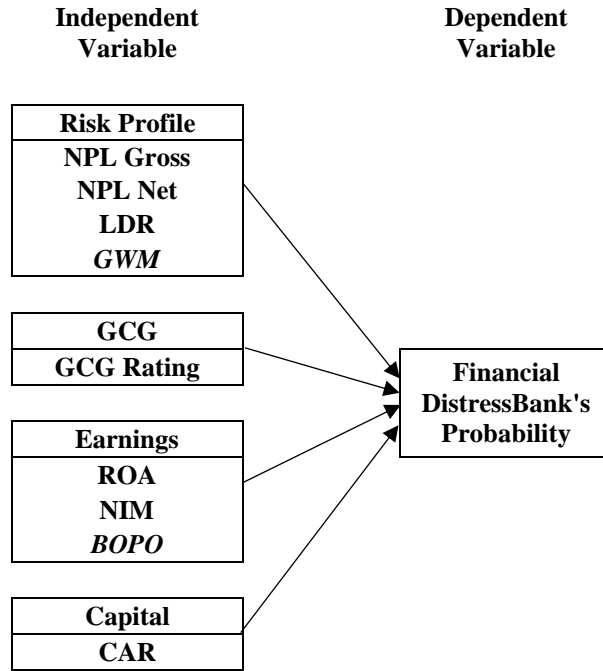 Independent
Variable
Dependent
Variable
Risk Profile
NPL Gross
NPL Net
LDR
GWM
GCG
GCG Rating
Earnings
ROA
NIM
BOPO
Capital
CAR
Financial
DistressBank's
Probability